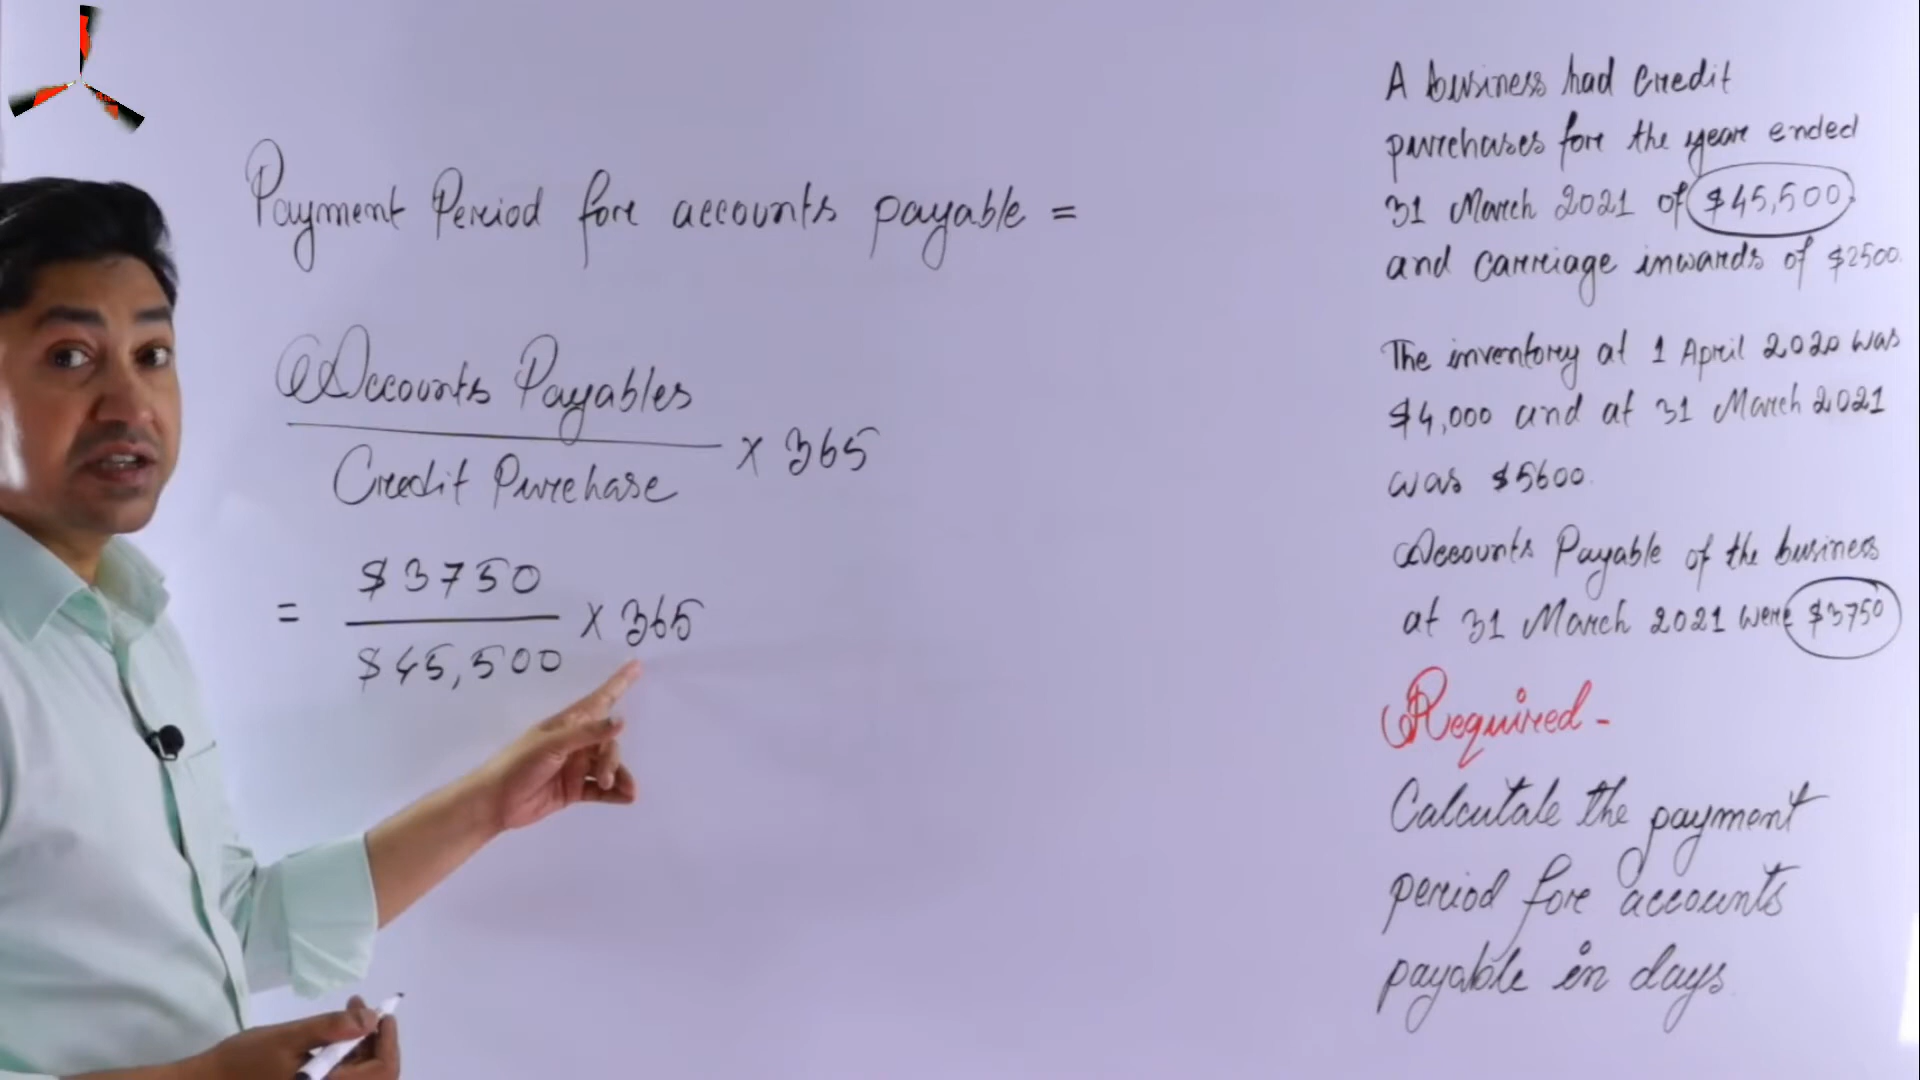 Payment Period for accounts payable =
Accounts Payables
Credit Purchase
x 365
= $3750
$45,500
x 365
A business had credit
purchases for the year ended
31 March 2021 of $45,500
and carriage inwards of $2500.
The inventory at 1 April 2020 was
$4,000 and at 31 March 2021
was $5600.
Accounts Payable of the business
at 31 March 2021 were $3750
Required -
Calcutale the payment
period for accounts
payable in days